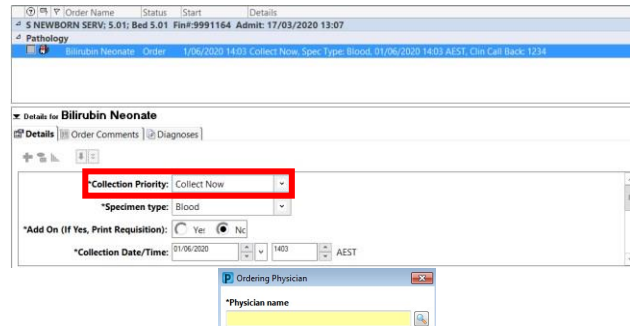 Order Name Status Start Details
S NEWBORN SERV; 5.01; Bed 5.01 Fin#:9991164 Admit: 17/03/2020 13:07
Pathology
Bilirubin Neonate Order 1/06/2020 14:03 Collect Now, Spec Type: Blood, 01/06/2020 14:03 AEST, Clin Call Back: 1234
Details for Bilirubin Neonate
Details Order Comments Diagnoses
*Collection Priority: Collect Now
*Specimen type: Blood
*Add On (If Yes, Print Requisition): Yes No
*Collection Date/Time: 01/06/2020 1403 AEST
P Ordering Physician
*Physician name